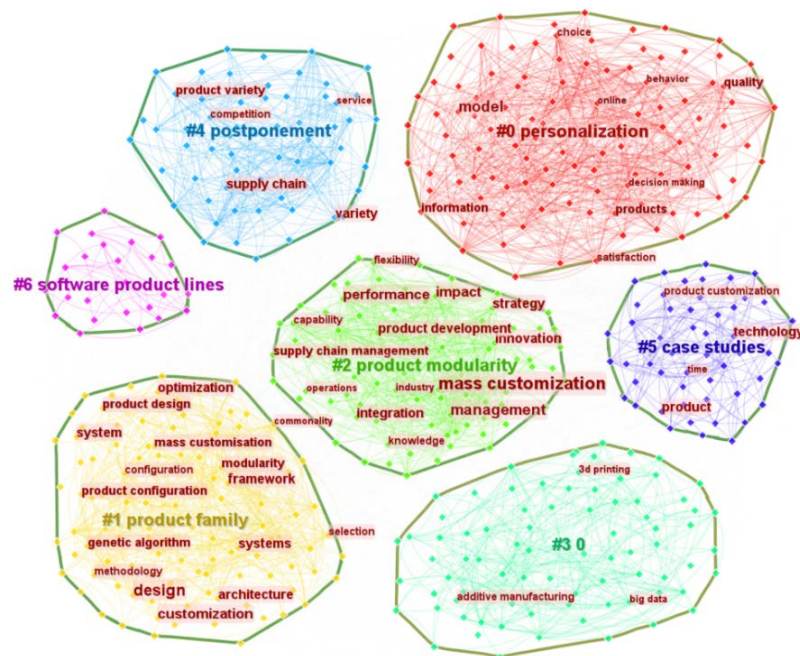 choice
behavior
quality
online
model
#0 personalization
decision making
information
products
satisfaction
product variety
service
competition
#4 postponement
supply chain
variety
#6 software product lines
flexibility
performance
impact
strategy
capability
product development
innovation
supply chain management
#2 product modularity
operations
industry
mass customization
integration
management
commonality
knowledge
product customization
technology
#5 case studies
time
product
optimization
product design
system
mass customisation
configuration
modularity
framework
product configuration
#1 product family
selection
genetic algorithm
systems
methodology
design
architecture
customization
3d printing
#3 0
additive manufacturing
big data